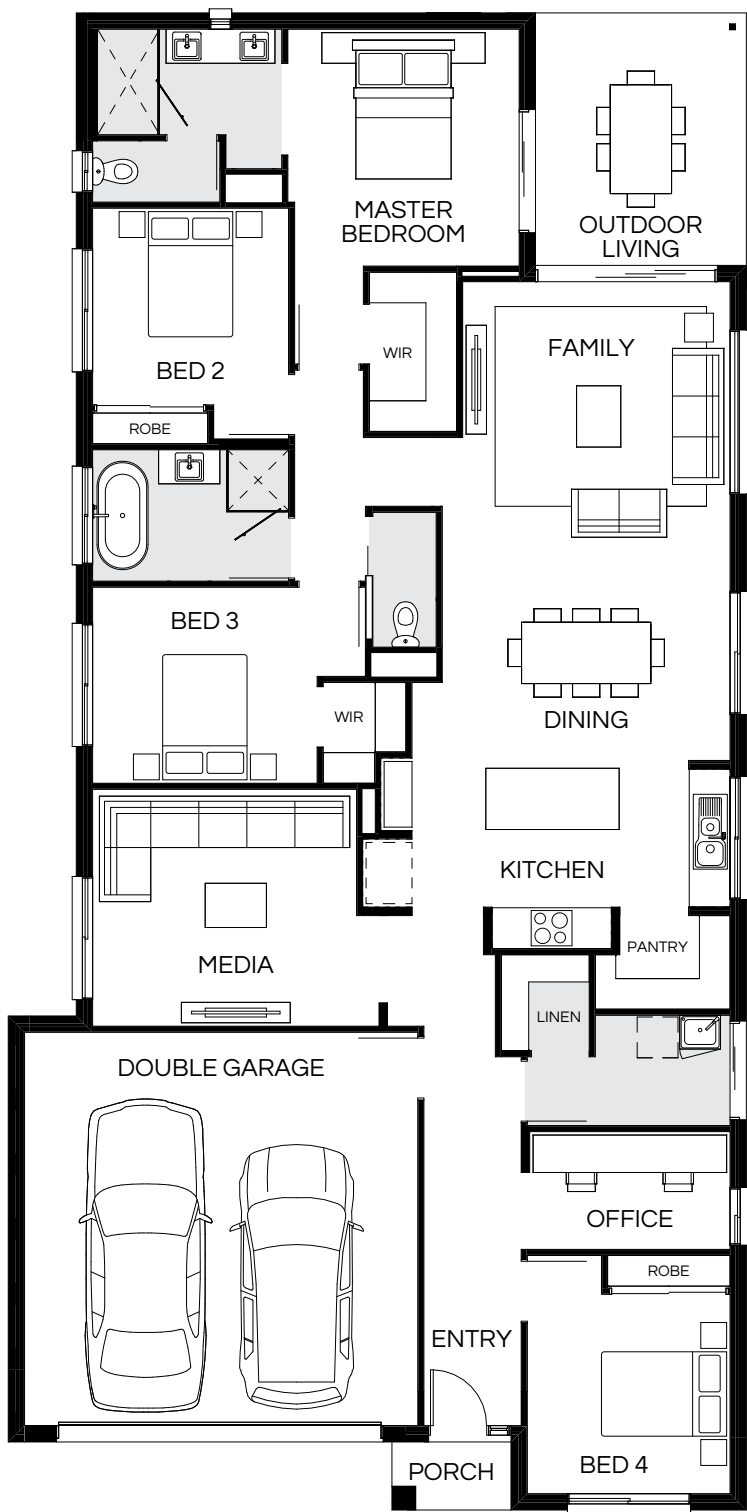 MASTER
BEDROOM
OUTDOOR
LIVING
WIR
FAMILY
BED 2
ROBE
BED 3
WIR
DINING
KITCHEN
PANTRY
MEDIA
LINEN
DOUBLE GARAGE
OFFICE
ROBE
ENTRY
BED 4
PORCH